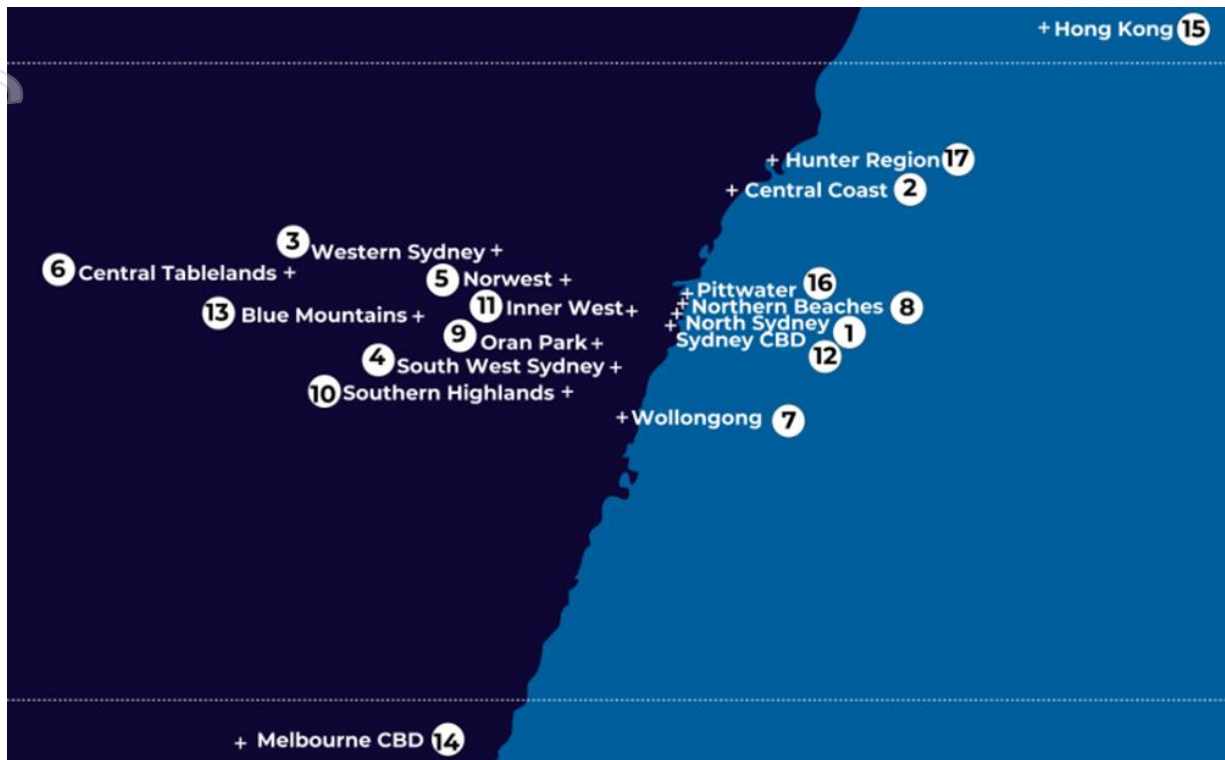 Hong Kong 15
Hunter Region 17
Central Coast 2
3 Western Sydney
6 Central Tablelands
5 Norwest
Pittwater 16
11 Inner West
Northern Beaches 8
13 Blue Mountains
North Sydney 1
9 Oran Park
Sydney CBD 12
4 South West Sydney
10 Southern Highlands
Wollongong 7
Melbourne CBD 14